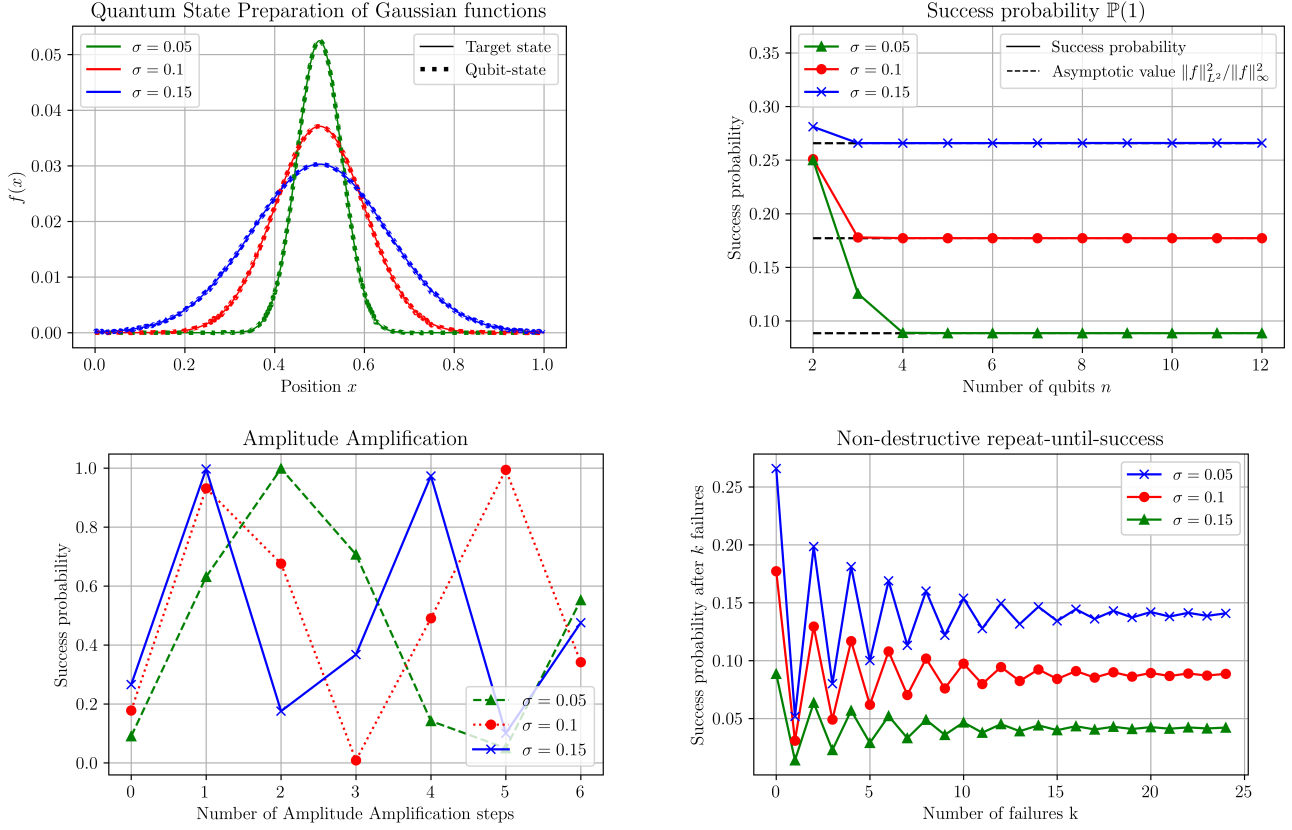 Quantum State Preparation of Gaussian functions
σ = 0.05
σ = 0.1
σ = 0.15
Target state
Qubit-state
f(x)
0.05
0.04
0.03
0.02
0.01
0.00
0.0 0.2 0.4 0.6 0.8 1.0
Position x
Success probability ℙ(1)
σ = 0.05
σ = 0.1
σ = 0.15
Success probability
Asymptotic value ‖f‖²_{L²}/‖f‖²_∞
Success probability
0.35
0.30
0.25
0.20
0.15
0.10
2 4 6 8 10 12
Number of qubits n
Amplitude Amplification
Success probability
1.0
0.8
0.6
0.4
0.2
0.0
σ = 0.05
σ = 0.1
σ = 0.15
0 1 2 3 4 5 6
Number of Amplitude Amplification steps
Non-destructive repeat-until-success
σ = 0.05
σ = 0.1
σ = 0.15
Success probability after k failures
0.25
0.20
0.15
0.10
0.05
0 5 10 15 20 25
Number of failures k